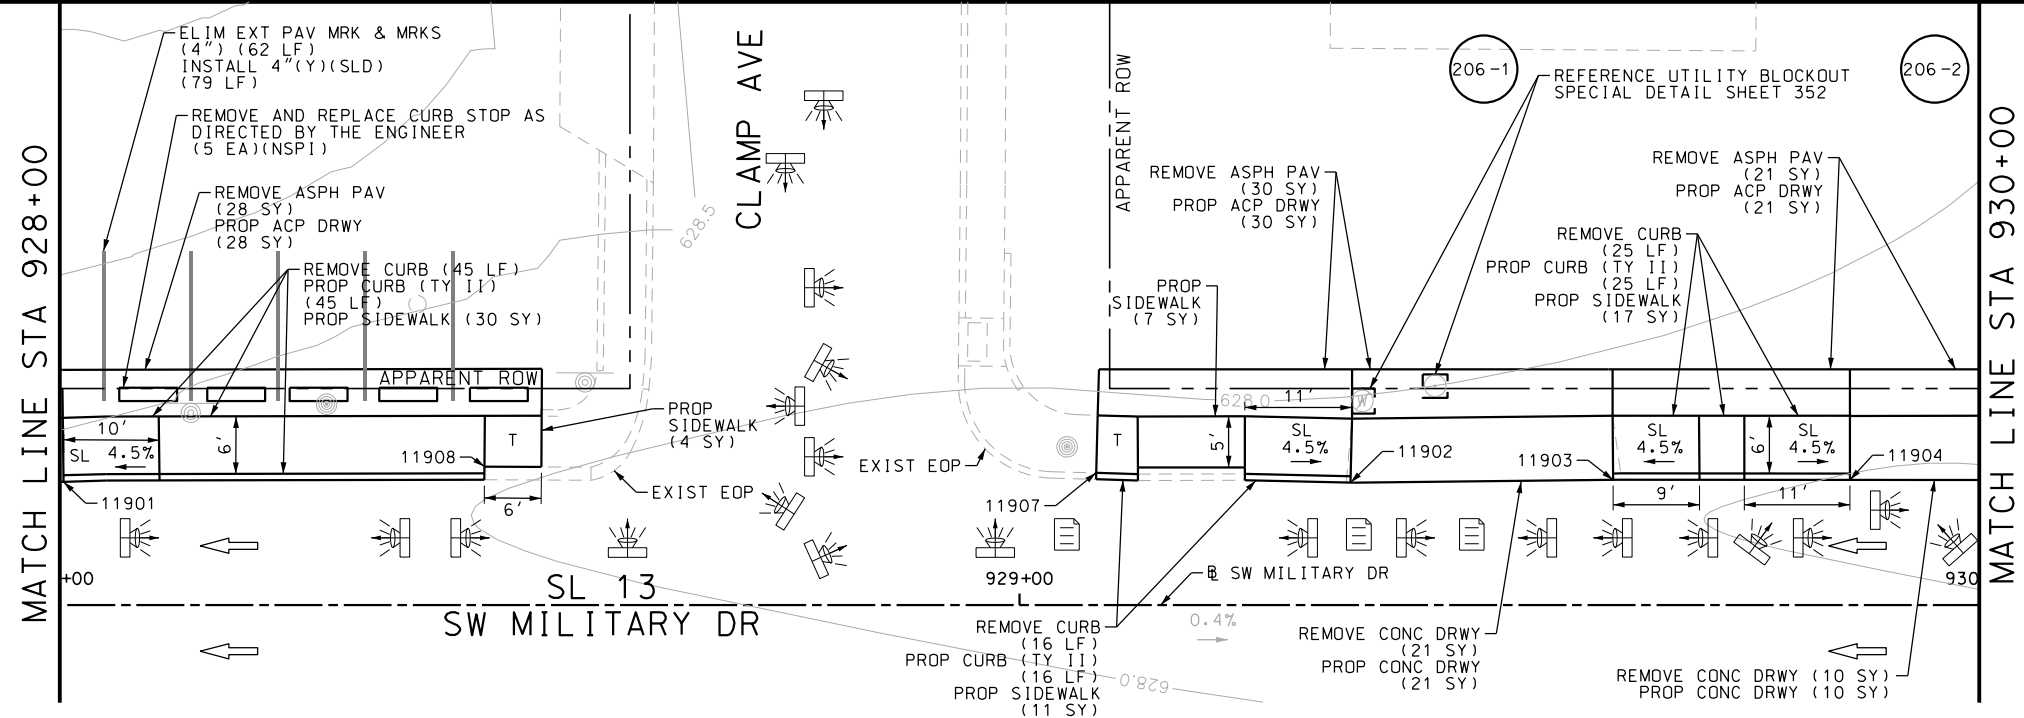 MATCH LINE STA 928+00
ELIM EXT PAV MRK & MRKS
(4") (62 LF)
INSTALL 4"(Y)(SLD)
(79 LF)
REMOVE AND REPLACE CURB STOP AS
DIRECTED BY THE ENGINEER
(5 EA)(NSPI)
REMOVE ASPH PAV
(28 SY)
PROP ACP DRWY
(28 SY)
REMOVE CURB (45 LF)
PROP CURB (TY II)
(45 LF)
PROP SIDEWALK (30 SY)
APPARENT ROW
10'
SL 4.5%
6'
11908
T
11901
6'
PROP
SIDEWALK
(4 SY)
EXIST EOP
628.5
CLAMP AVE
EXIST EOP
APPARENT ROW
206-1
206-2
REFERENCE UTILITY BLOCKOUT
SPECIAL DETAIL SHEET 352
REMOVE ASPH PAV
(30 SY)
PROP ACP DRWY
(30 SY)
REMOVE ASPH PAV
(21 SY)
PROP ACP DRWY
(21 SY)
REMOVE CURB
(25 LF)
PROP CURB (TY II)
(25 LF)
PROP SIDEWALK
(17 SY)
PROP
SIDEWALK
(7 SY)
628.0
11'
W
T
5'
SL
4.5%
11902
11903
SL
4.5%
6'
SL
4.5%
11904
11907
9'
11'
+00
SL 13
SW MILITARY DR
929+00
BL SW MILITARY DR
930
0.4%
628.0
REMOVE CURB
(16 LF)
PROP CURB (TY II)
(16 LF)
PROP SIDEWALK
(11 SY)
REMOVE CONC DRWY
(21 SY)
PROP CONC DRWY
(21 SY)
REMOVE CONC DRWY (10 SY)
PROP CONC DRWY (10 SY)
MATCH LINE STA 930+00